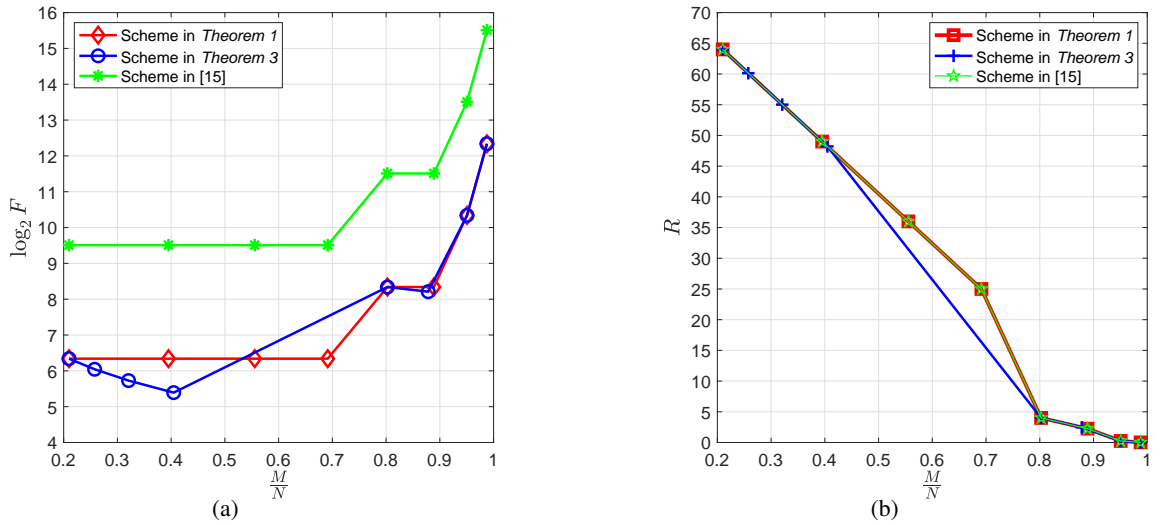 16
15
14
13
12
11
10
9
8
7
6
5
4
log₂ F
0.2 0.3 0.4 0.5 0.6 0.7 0.8 0.9 1
M/N
Scheme in Theorem 1
Scheme in Theorem 3
Scheme in [15]
(a)
70
65
60
55
50
45
40
35
30
25
20
15
10
5
0
R
0.2 0.3 0.4 0.5 0.6 0.7 0.8 0.9 1
M/N
Scheme in Theorem 1
Scheme in Theorem 3
Scheme in [15]
(b)